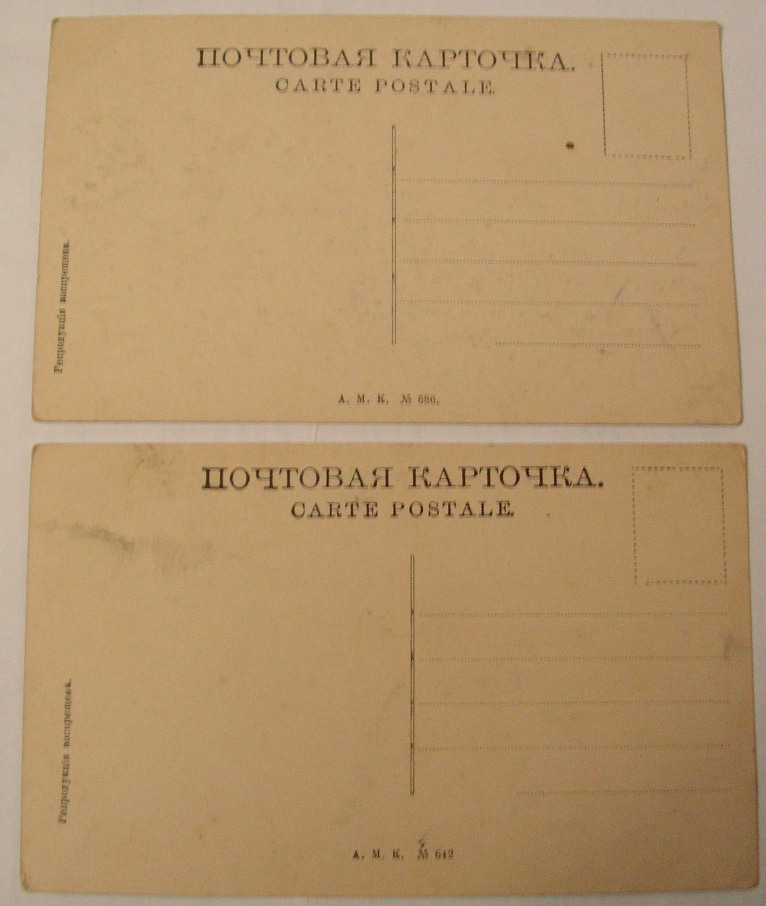 ПОЧТОВАЯ КАРТОЧКА.
CARTE POSTALE.
Репродукція воспрещена.
А. М. К. № 686.
ПОЧТОВАЯ КАРТОЧКА.
CARTE POSTALE.
Репродукція воспрещена.
А. М. К. № 642